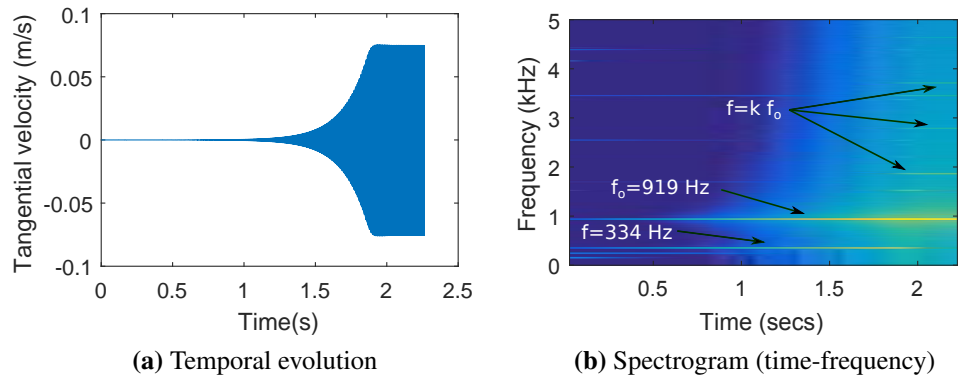 0.1
0.05
0
-0.05
-0.1
Tangential velocity (m/s)
0
0.5
1
1.5
2
2.5
Time(s)
(a) Temporal evolution
5
4
3
2
1
0
Frequency (kHz)
f=k fo
fo=919 Hz
f=334 Hz
0.5
1
1.5
2
Time (secs)
(b) Spectrogram (time-frequency)